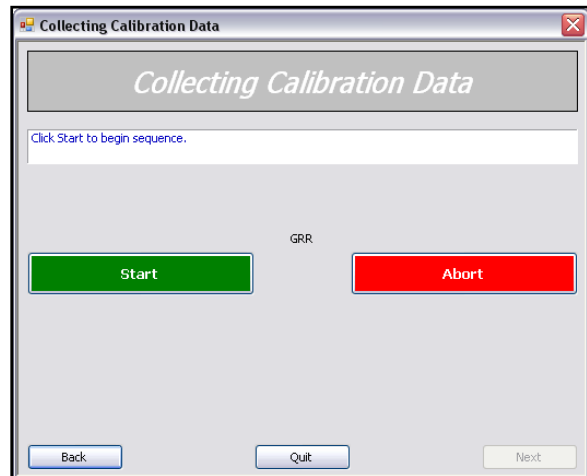 Collecting Calibration Data
Collecting Calibration Data
Click Start to begin sequence.
GRR
Start Abort
Back Quit Next